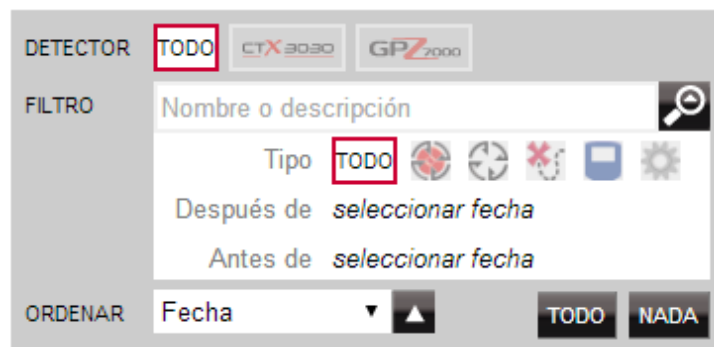 DETECTOR TODO CTX 3030 GPZ 7000
FILTRO Nombre o descripción
Tipo TODO
Después de seleccionar fecha
Antes de seleccionar fecha
ORDENAR Fecha TODO NADA